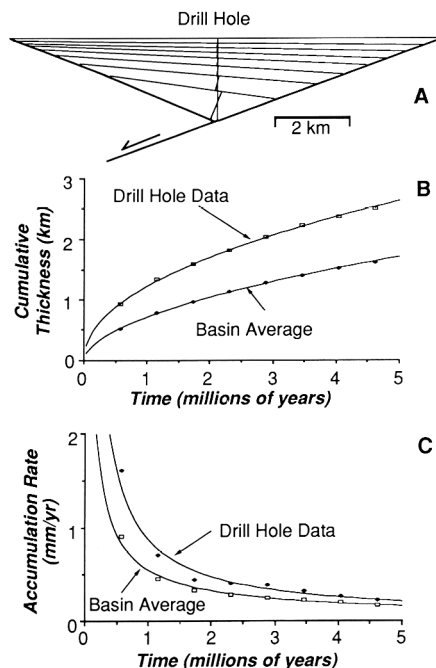 Drill Hole
A
2 km
B
3
2
1
0
Cumulative
Thickness (km)
Drill Hole Data
Basin Average
0 1 2 3 4 5
Time (millions of years)
C
2
1
0
Accumulation Rate
(mm/yr)
Drill Hole Data
Basin Average
0 1 2 3 4 5
Time (millions of years)